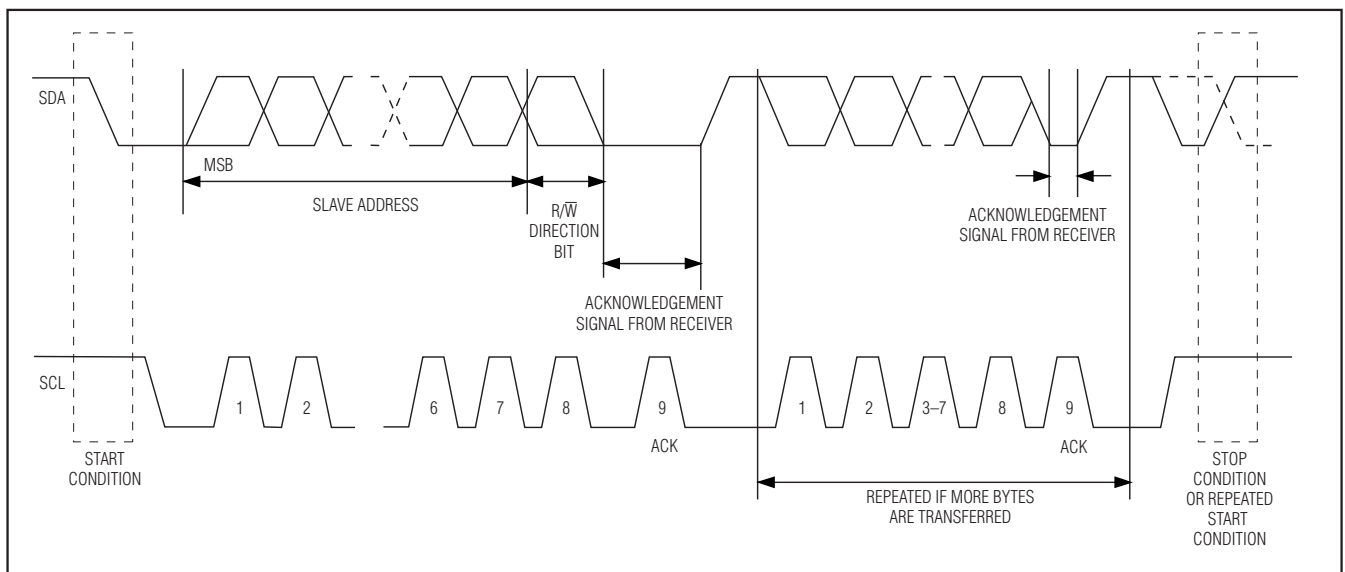 SDA
MSB
SLAVE ADDRESS
R/W̅
DIRECTION
BIT
ACKNOWLEDGEMENT
SIGNAL FROM RECEIVER
ACKNOWLEDGEMENT
SIGNAL FROM RECEIVER
SCL
1 2 6 7 8 9 1 2 3–7 8 9
ACK ACK
START
CONDITION
REPEATED IF MORE BYTES
ARE TRANSFERRED
STOP
CONDITION
OR REPEATED
START
CONDITION